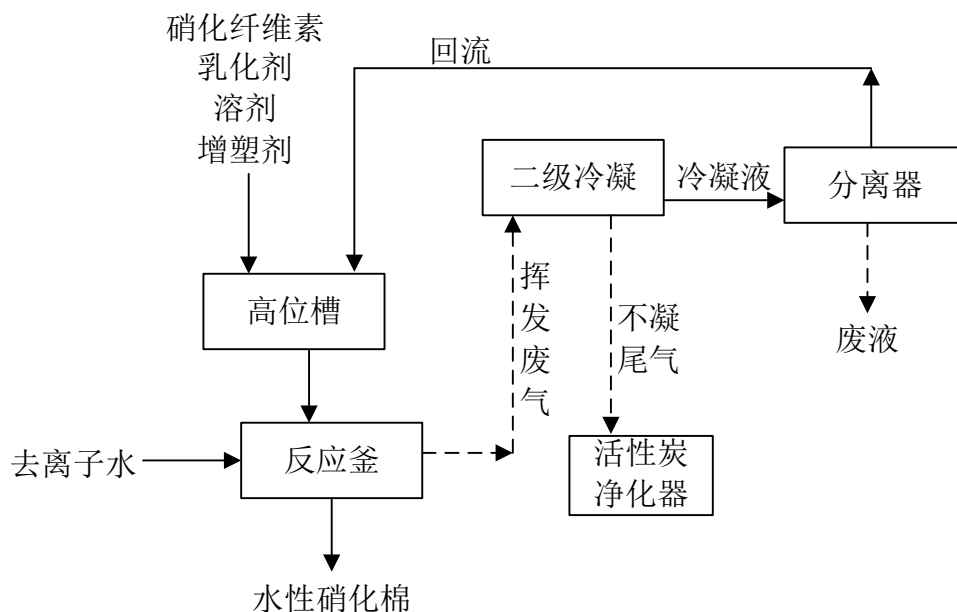 硝化纤维素
乳化剂
溶剂
增塑剂
回流
二级冷凝
冷凝液
分离器
高位槽
挥
发
废
气
不凝
尾气
废液
去离子水
反应釜
活性炭
净化器
水性硝化棉